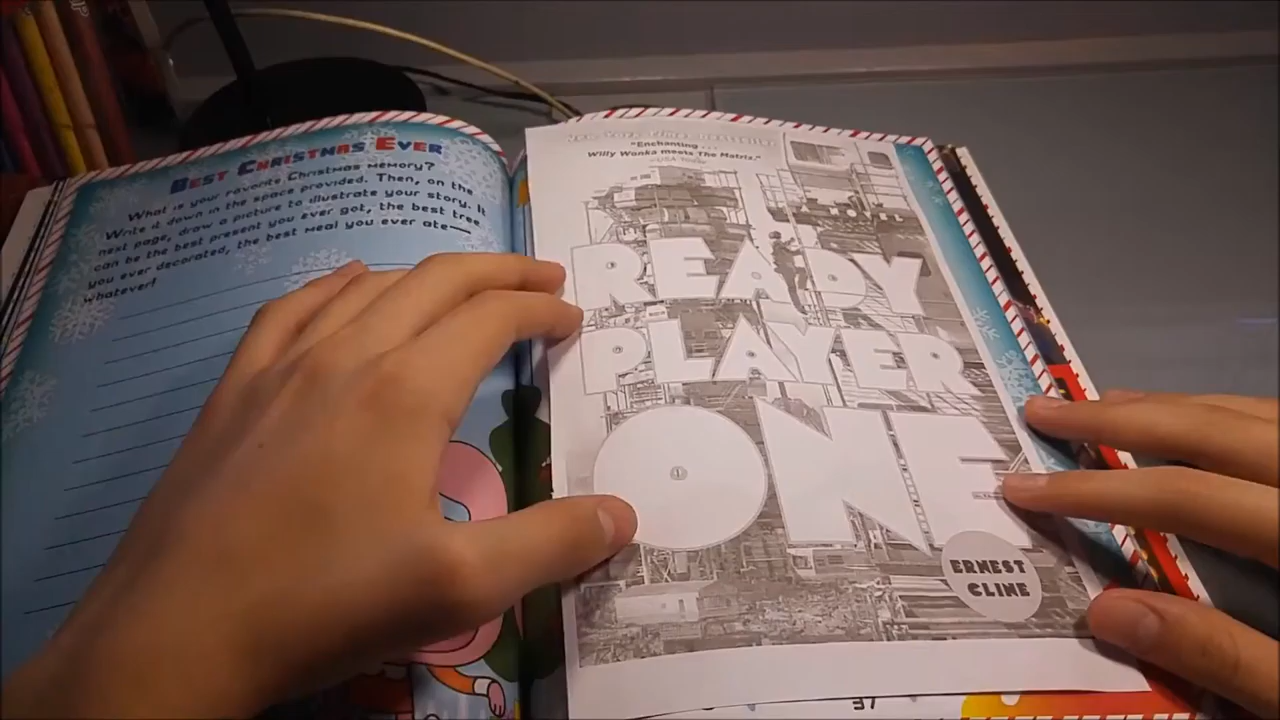 BEST CHRISTMAS EVER
WHAT IS YOUR FAVORITE CHRISTMAS MEMORY?
WRITE IT DOWN IN THE SPACE PROVIDED. THEN, ON THE
NEXT PAGE, DRAW A PICTURE TO ILLUSTRATE YOUR STORY. IT
CAN BE THE BEST PRESENT YOU EVER GOT, THE BEST TREE
YOU EVER DECORATED, THE BEST MEAL YOU EVER ATE—
WHATEVER!
"Enchanting . . .
Willy Wonka meets The Matrix."
—USA Today
READY
PLAYER
ONE
ERNEST
CLINE
37